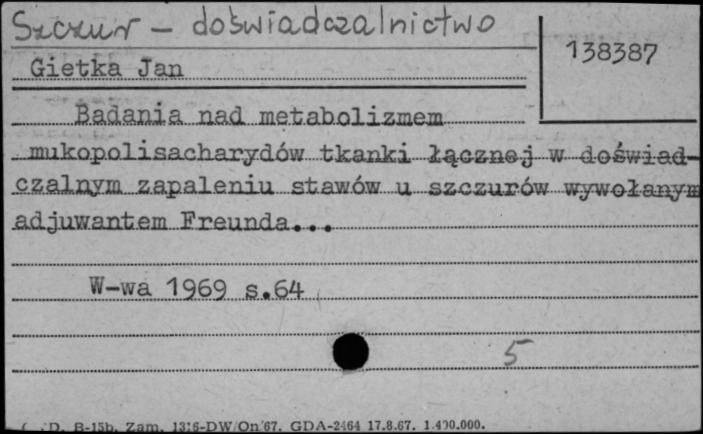 Szczur – doświadczalnictwo
138387
Gietka Jan
Badania nad metabolizmem
mukopolisacharydów tkanki łącznej w doświad-
czalnym zapaleniu stawów u szczurów wywołanym
adjuwantem Freunda...
W-wa 1969 s.64
5
D. B-15b. Zam. 1316-DW/On/67. GDA-2464 17.8.67. 1.400.000.